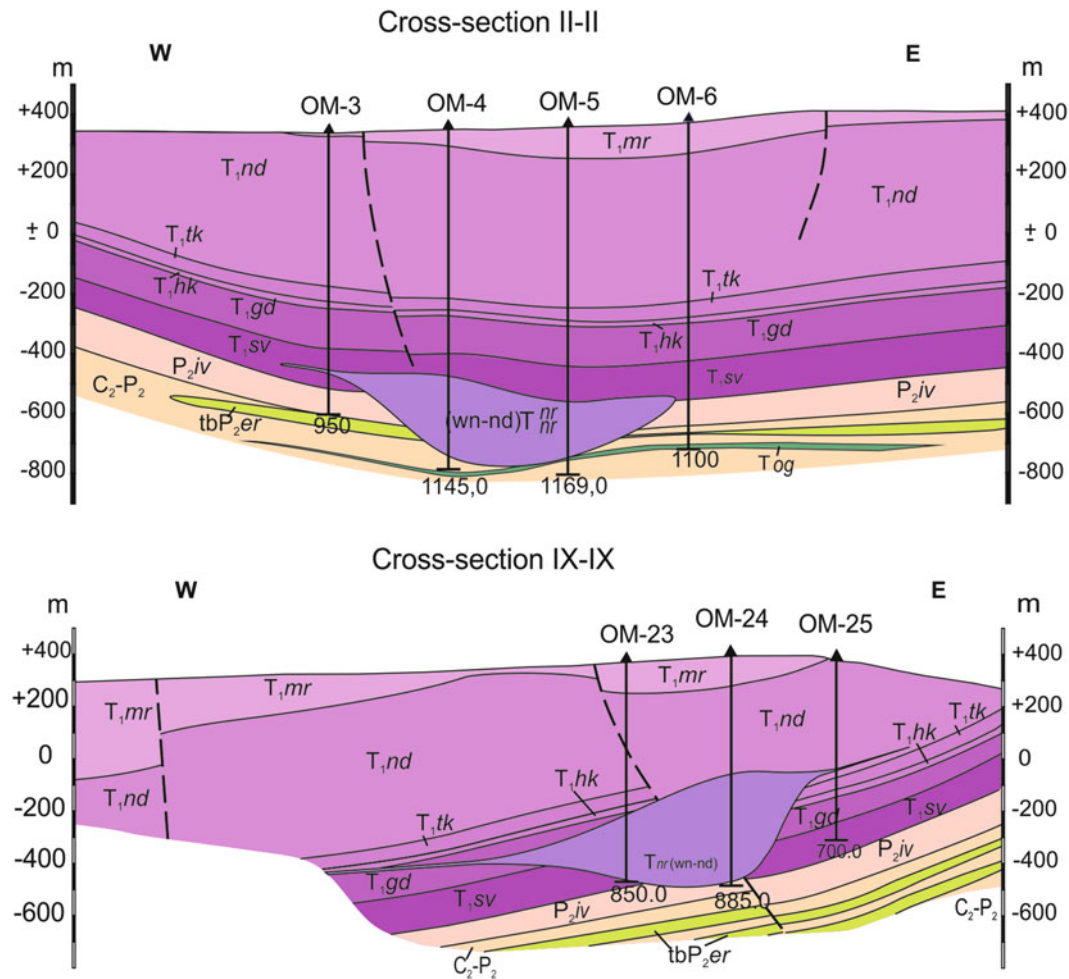 Cross-section II-II
W E
m m
OM-3 OM-4 OM-5 OM-6
+400 +400
T₁mr
T₁nd T₁nd
+200 +200
± 0 ± 0
T₁tk
T₁tk
T₁hk
-200 -200
T₁gd T₁hk T₁gd
T₁sv T₁sv
-400 -400
P₂iv P₂iv
C₂-P₂
(wn-nd)T nr nr
-600 -600
tbP₂er
950
1100
Tog
-800 -800
1145,0 1169,0
Cross-section IX-IX
W E
m m
OM-23 OM-24 OM-25
+400 +400
T₁mr T₁mr T₁mr
+200 +200
T₁nd T₁nd T₁tk
T₁hk
0 0
T₁nd
T₁hk
-200 -200
T₁tk
T₁gd T₁sv
700.0
-400 -400
Tnr(wn-nd)
T₁gd
P₂iv
T₁sv
850.0 885.0
P₂iv
-600 -600
C₂-P₂
tbP₂er
C₂-P₂